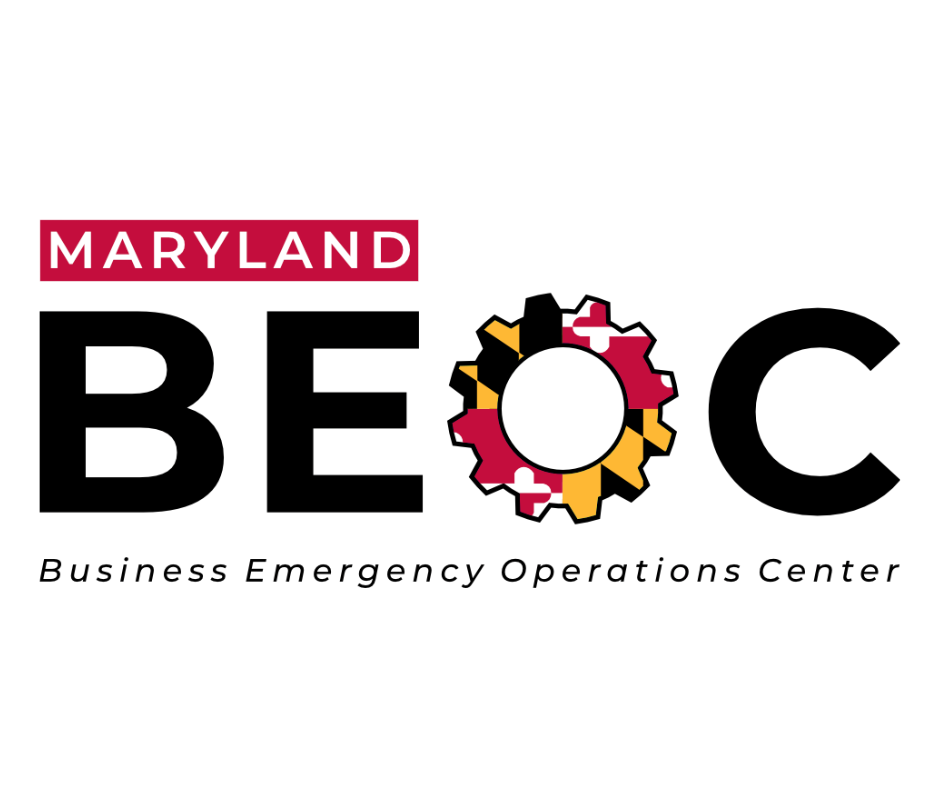 MARYLAND
BEOC
Business Emergency Operations Center